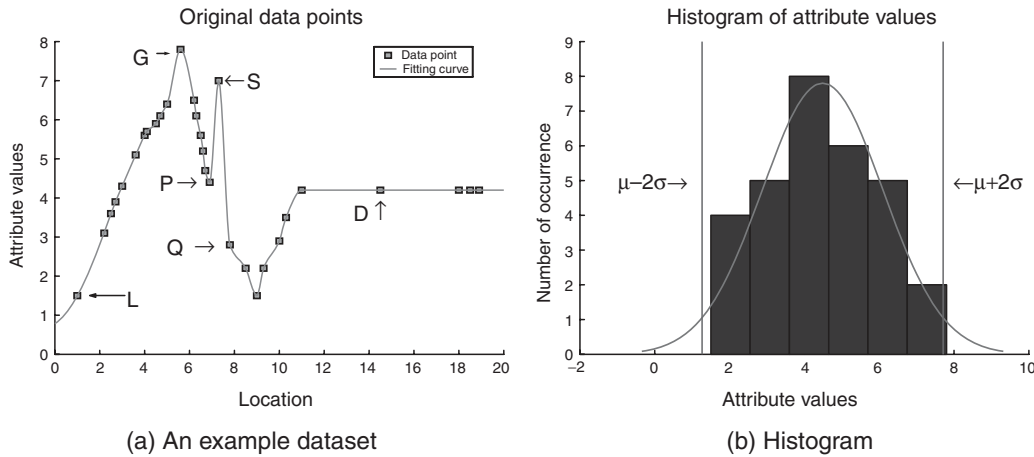 Original data points
8
7
6
5
4
3
2
1
0
Attribute values
G →
← S
P →
Q →
D ↑
← L
Data point
Fitting curve
0 2 4 6 8 10 12 14 16 18 20
Location
(a) An example dataset
Histogram of attribute values
9
8
7
6
5
4
3
2
1
0
Number of occurrence
μ−2σ→
←μ+2σ
−2 0 2 4 6 8 10
Attribute values
(b) Histogram